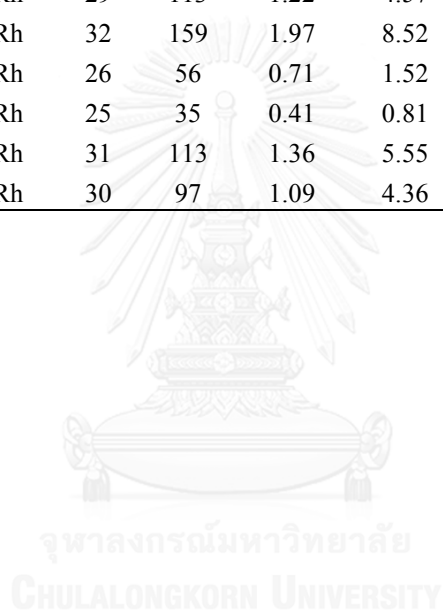 Rh 32 159 1.97 8.52
Rh 26 56 0.71 1.52
Rh 25 35 0.41 0.81
Rh 31 113 1.36 5.55
Rh 30 97 1.09 4.36
จุฬาลงกรณ์มหาวิทยาลัย
CHULALONGKORN UNIVERSITY